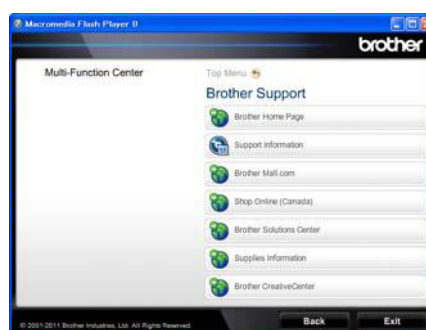 Macromedia Flash Player 8
brother
Multi-Function Center
Top Menu
Brother Support
Brother Home Page
Support Information
Brother Mall.com
Shop Online (Canada)
Brother Solutions Center
Supplies Information
Brother CreativeCenter
© 2001-2011 Brother Industries, Ltd. All Rights Reserved.
Back
Exit